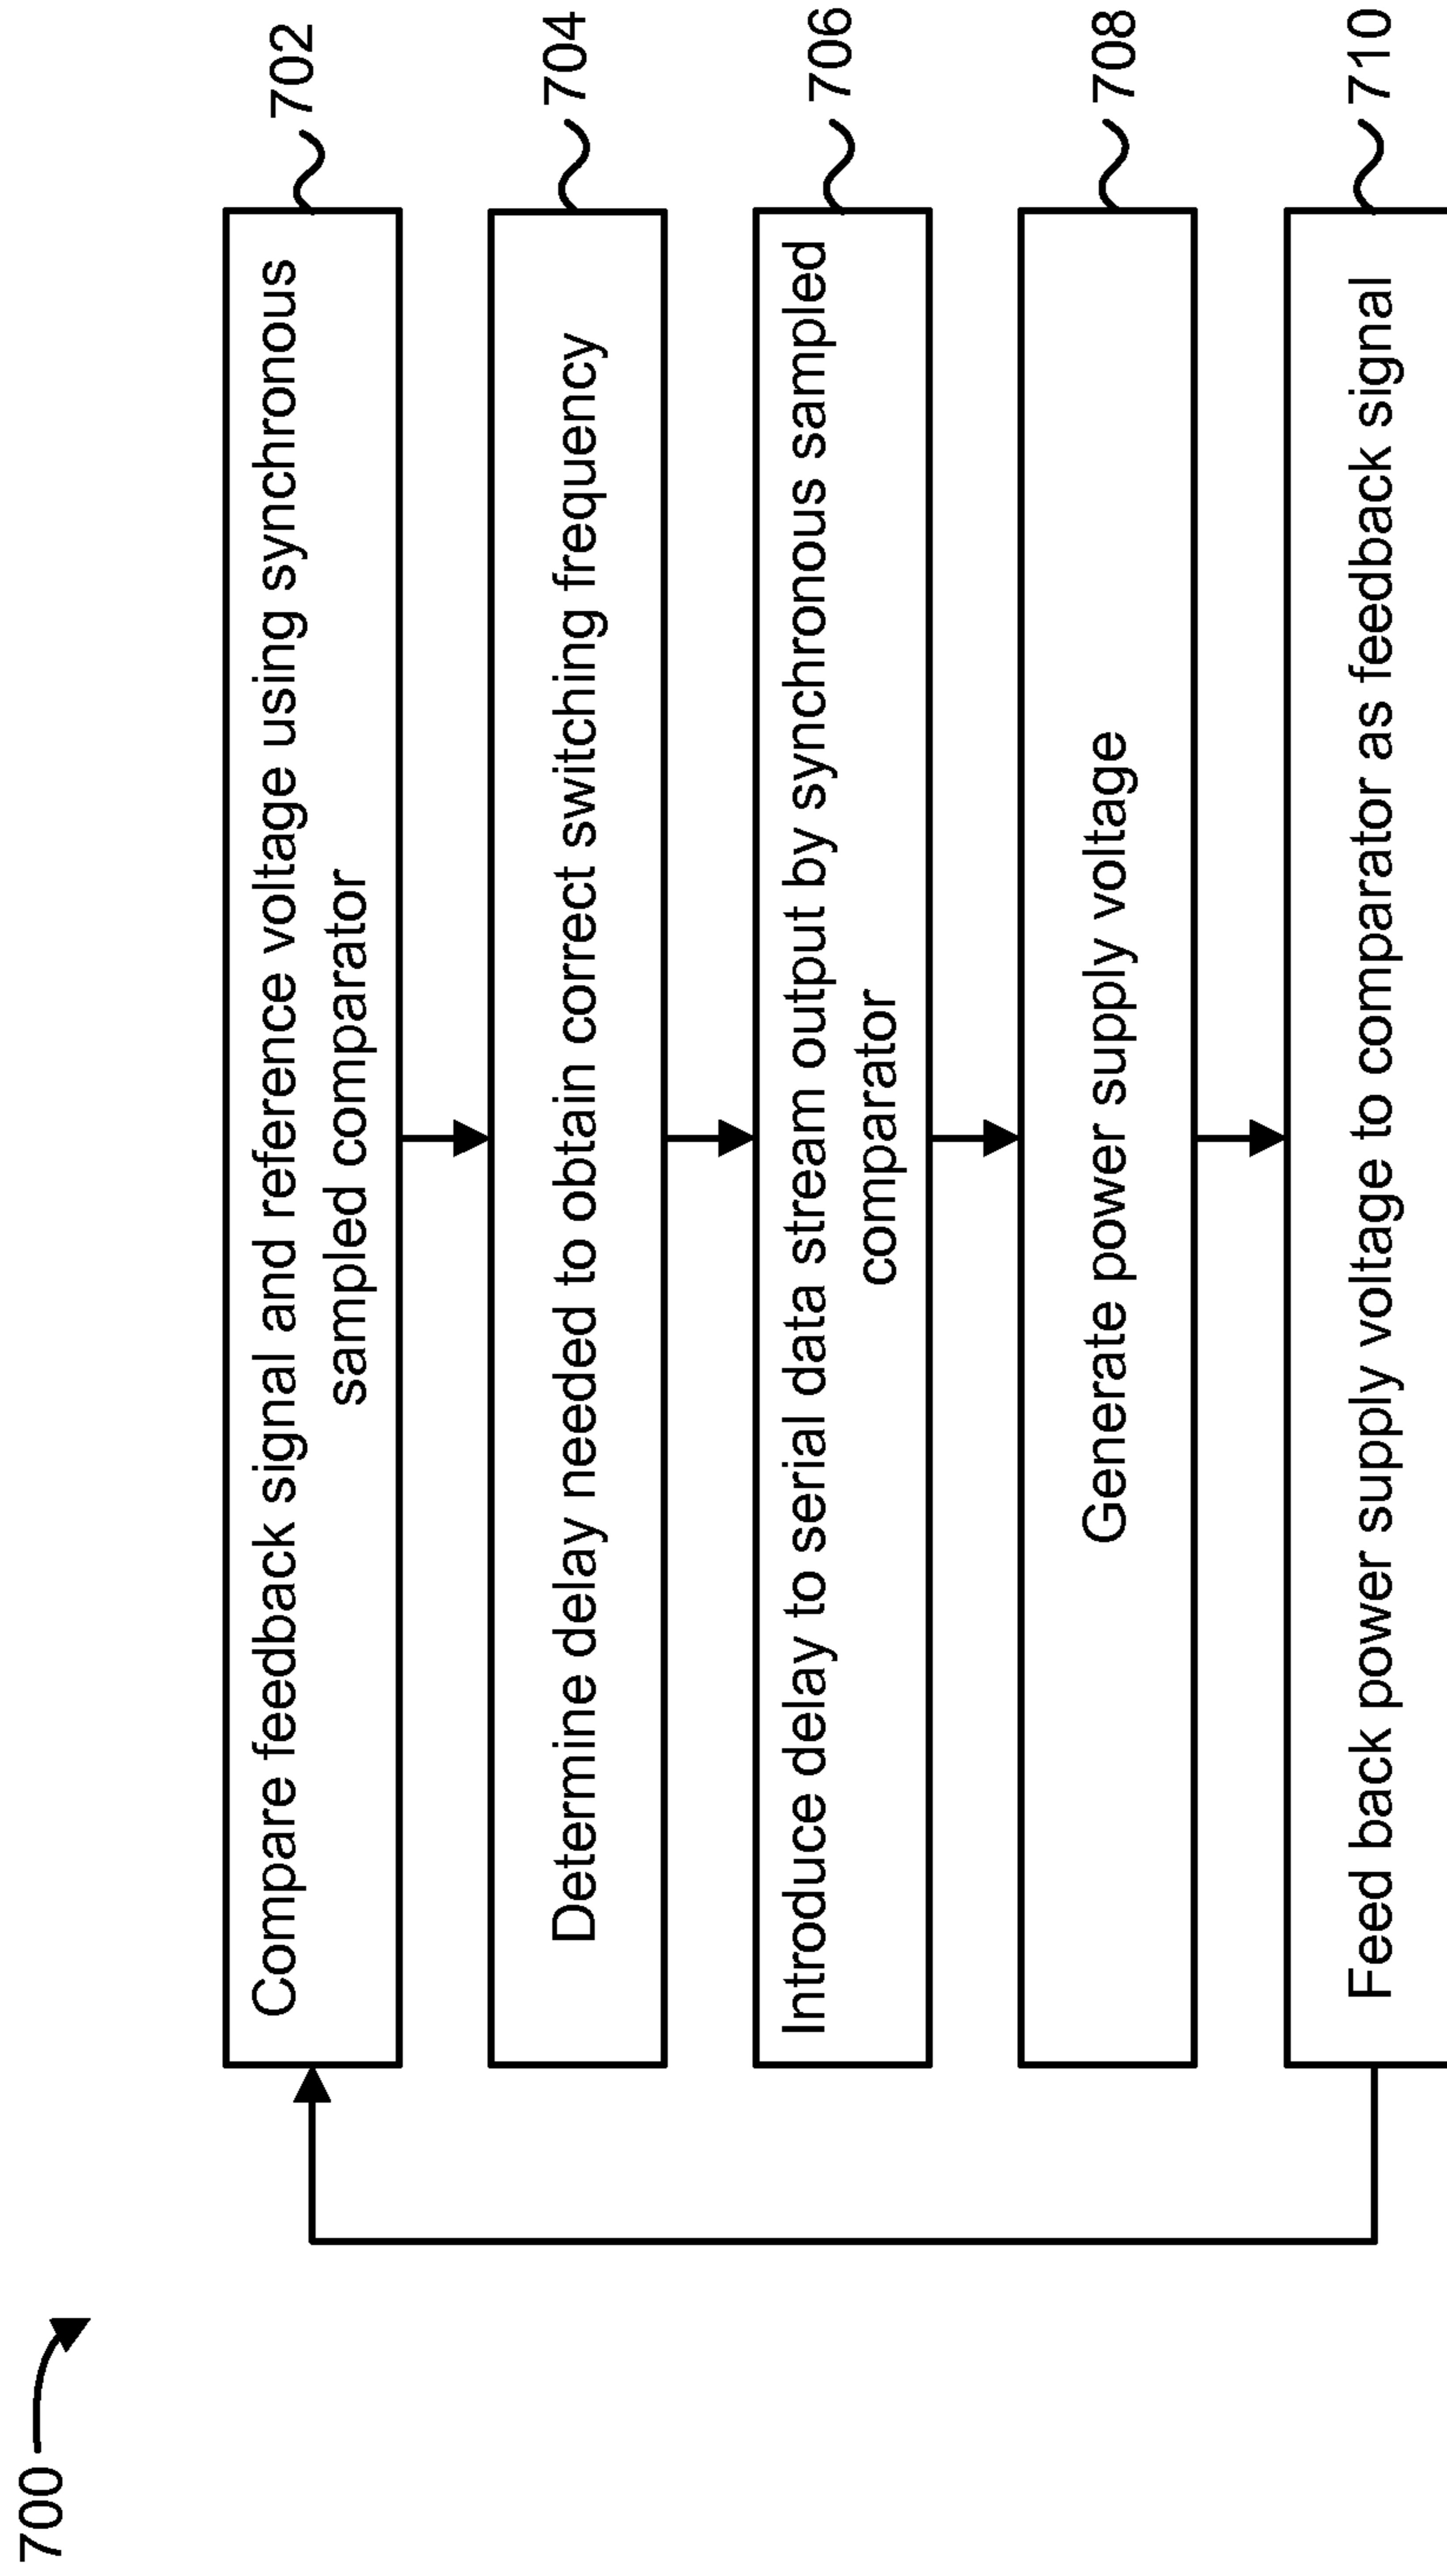 700
Compare feedback signal and reference voltage using synchronous
sampled comparator
702
Determine delay needed to obtain correct switching frequency
704
Introduce delay to serial data stream output by synchronous sampled
comparator
706
Generate power supply voltage
708
Feed back power supply voltage to comparator as feedback signal
710